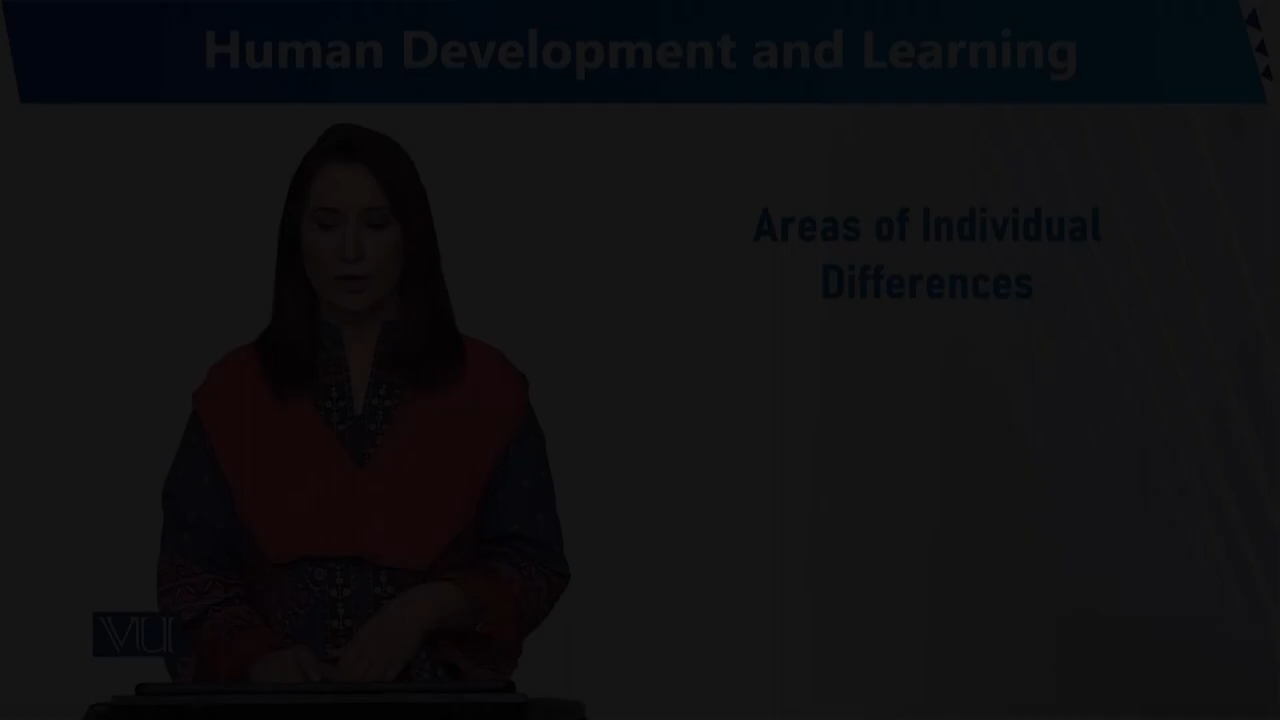 Human Development and Learning
Areas of Individual
Differences
VU